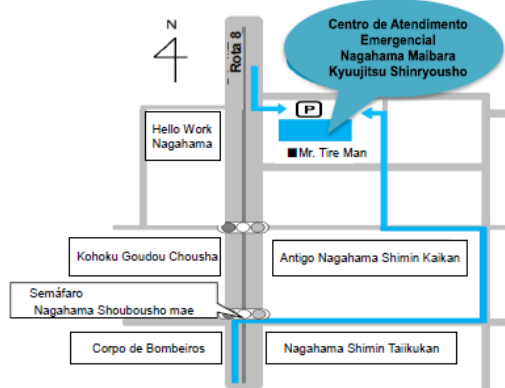 N
Rota 8
Centro de Atendimento
Emergencial
Nagahama Maibara
Kyuujitsu Shinryousho
P
Hello Work
Nagahama
■Mr. Tire Man
Kohoku Goudou Chousha
Antigo Nagahama Shimin Kaikan
Semáfaro
Nagahama Shoubousho mae
Corpo de Bombeiros
Nagahama Shimin Taiikukan